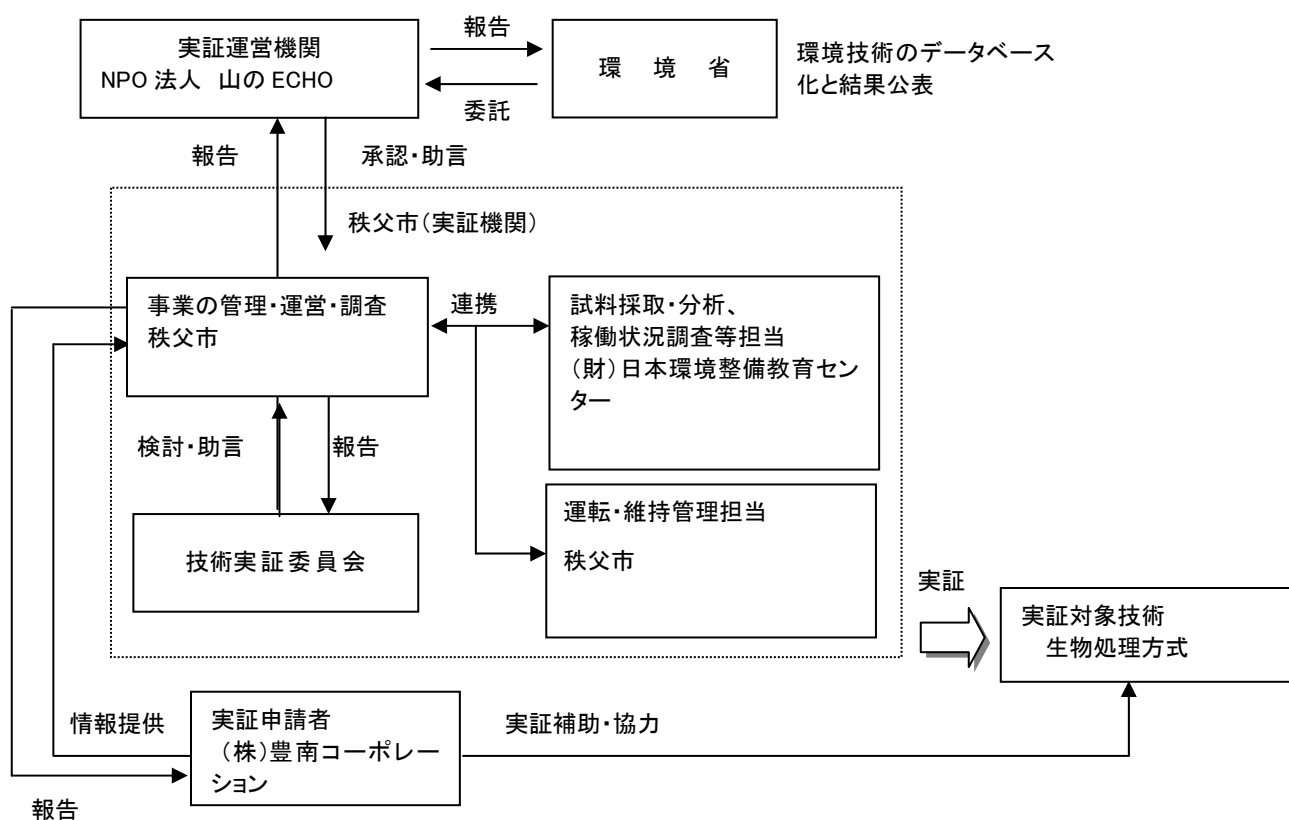 実証運営機関
NPO 法人 山の ECHO
報告
委託
環 境 省
環境技術のデータベース
化と結果公表
報告
承認・助言
秩父市(実証機関)
事業の管理・運営・調査
秩父市
連携
試料採取・分析、
稼働状況調査等担当
(財)日本環境整備教育セン
ター
検討・助言
報告
技術実証委員会
運転・維持管理担当
秩父市
実証
実証対象技術
生物処理方式
情報提供
実証申請者
(株)豊南コーポレー
ション
実証補助・協力
報告